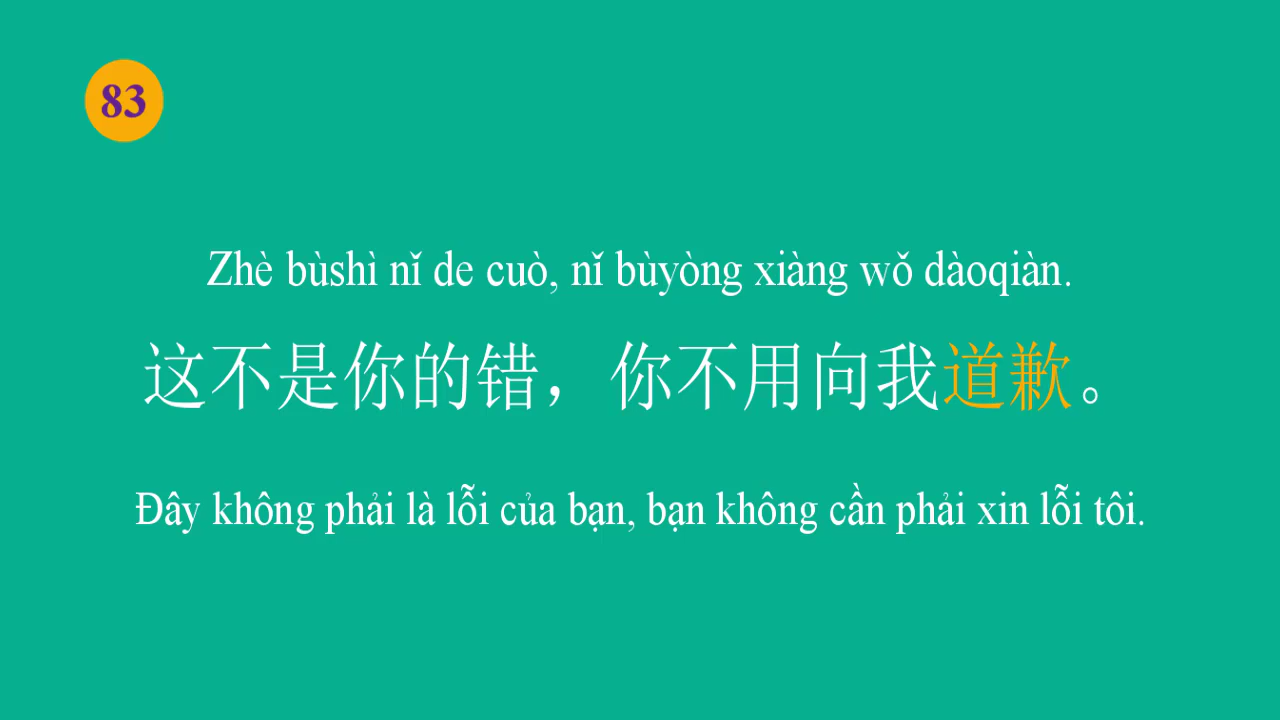 83
Zhè bùshì nǐ de cuò, nǐ bùyòng xiàng wǒ dàoqiàn.
这不是你的错，你不用向我道歉。
Đây không phải là lỗi của bạn, bạn không cần phải xin lỗi tôi.